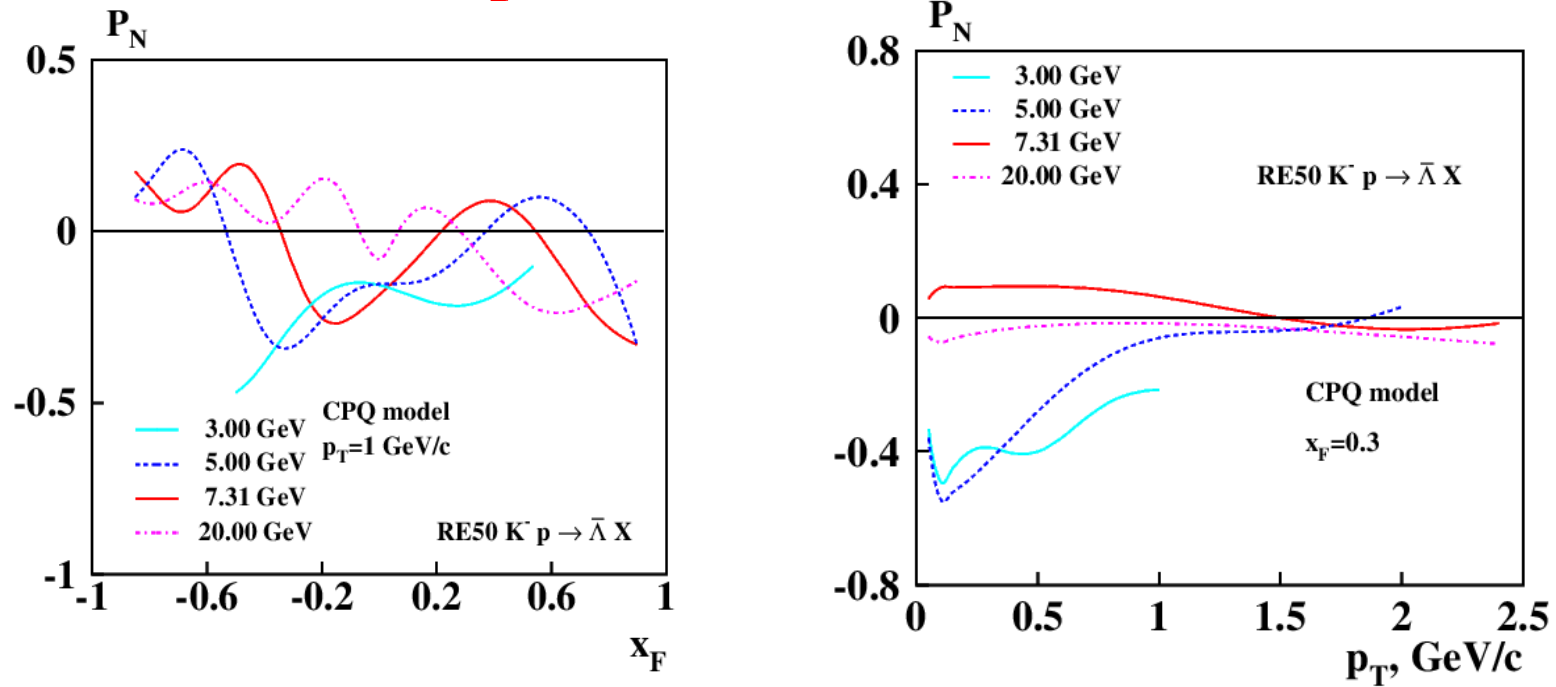 P_N
0.5
0
-0.5
-1
-1
-0.6
-0.2
0.2
0.6
1
x_F
3.00 GeV
5.00 GeV
7.31 GeV
20.00 GeV
CPQ model
p_T=1 GeV/c
RE50 K⁻ p → Λ̄ X
P_N
0.8
0.4
0
-0.4
-0.8
0
0.5
1
1.5
2
2.5
p_T, GeV/c
3.00 GeV
5.00 GeV
7.31 GeV
20.00 GeV
RE50 K⁻ p → Λ̄ X
CPQ model
x_F=0.3